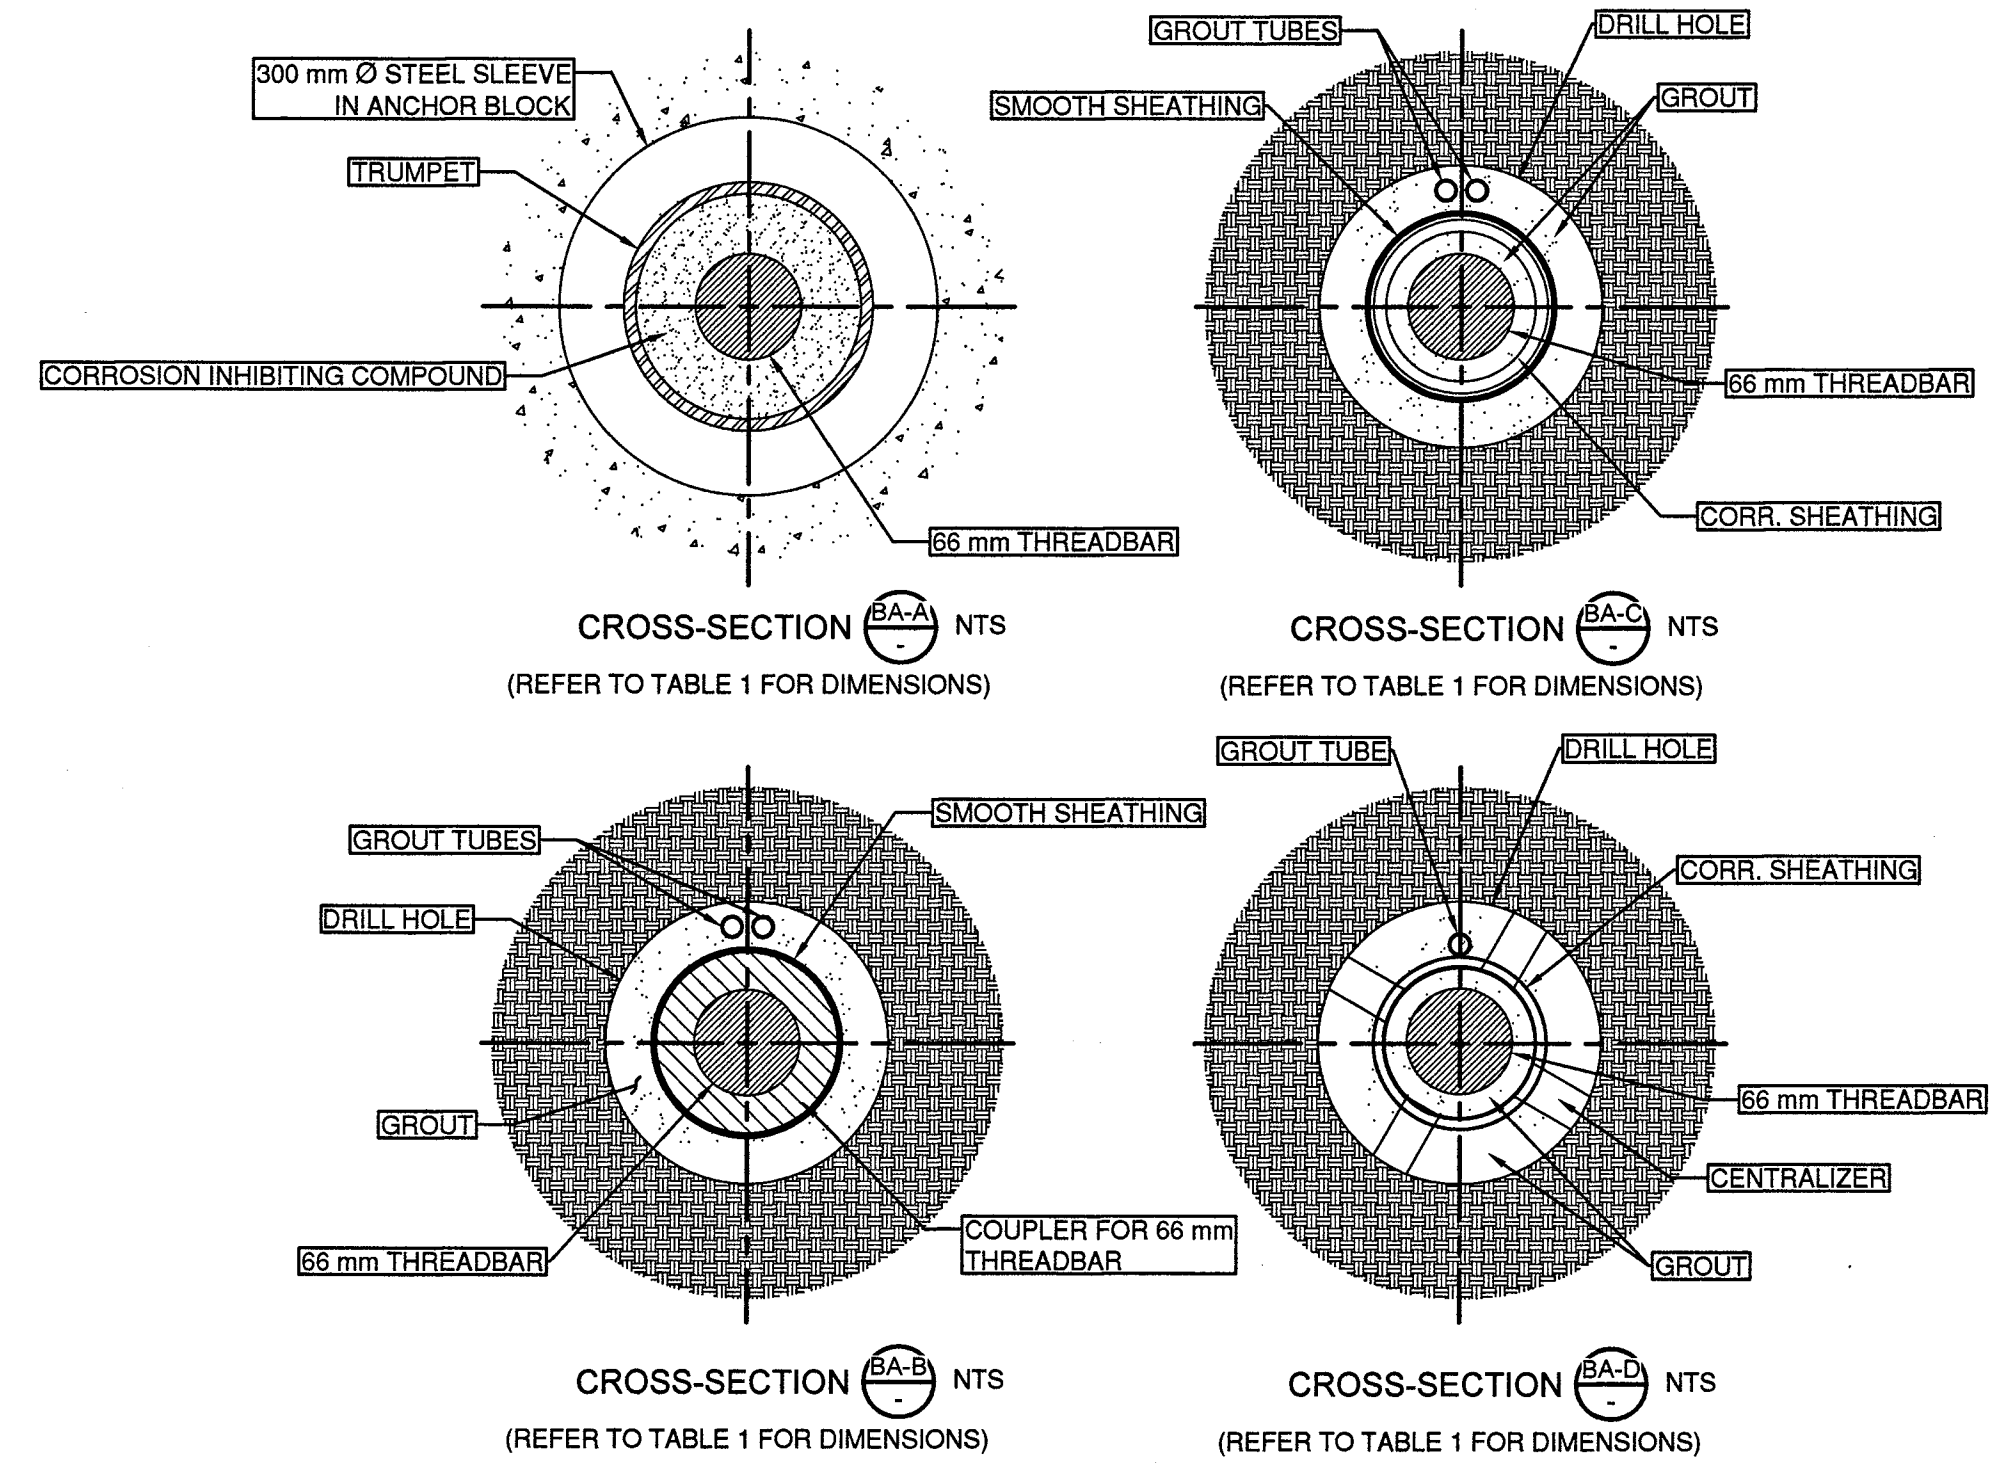 300 mm Ø STEEL SLEEVE
IN ANCHOR BLOCK
TRUMPET
CORROSION INHIBITING COMPOUND
66 mm THREADBAR
CROSS-SECTION BA-A - NTS
(REFER TO TABLE 1 FOR DIMENSIONS)
GROUT TUBES
DRILL HOLE
SMOOTH SHEATHING
GROUT
66 mm THREADBAR
CORR. SHEATHING
CROSS-SECTION BA-C - NTS
(REFER TO TABLE 1 FOR DIMENSIONS)
SMOOTH SHEATHING
GROUT TUBES
DRILL HOLE
GROUT
66 mm THREADBAR
COUPLER FOR 66 mm
THREADBAR
CROSS-SECTION BA-B - NTS
(REFER TO TABLE 1 FOR DIMENSIONS)
GROUT TUBE
DRILL HOLE
CORR. SHEATHING
66 mm THREADBAR
CENTRALIZER
GROUT
CROSS-SECTION BA-D - NTS
(REFER TO TABLE 1 FOR DIMENSIONS)